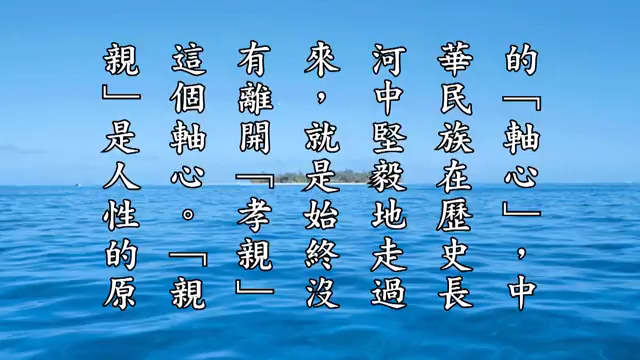 的「軸心」，中
華民族在歷史長
河中堅毅地走過
來，就是始終沒
有離開「孝親」
這個軸心。「親
親」是人性的原